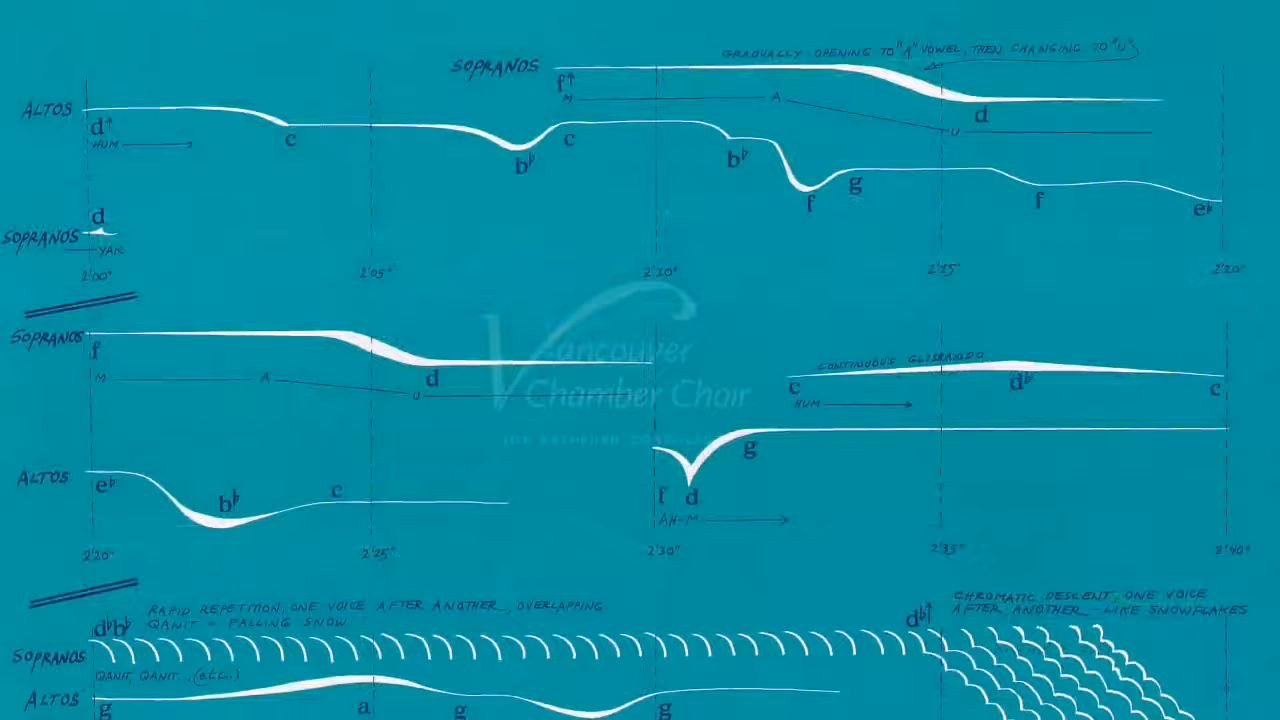 GRADUALLY OPENING TO "A" VOWEL, THEN CHANGING TO "U"
SOPRANOS
f↑
M A U
d
ALTOS
d↑ c b♭ c b♭ f g f e♭
HUM
d
SOPRANOS
YAK
2'00" 2'05" 2'10" 2'15" 2'20"
SOPRANOS
f d
M A U
CONTINUOUS GLISSANDO
c d♭ c
HUM
Vancouver
Chamber Choir
ALTOS
e♭ b♭ c
f d g
AH-M
2'20" 2'25" 2'30" 2'35" 2'40"
RAPID REPETITION, ONE VOICE AFTER ANOTHER, OVERLAPPING
QANIT = FALLING SNOW
CHROMATIC DESCENT, ONE VOICE
AFTER ANOTHER – LIKE SNOWFLAKES
d♭b♭ d♭↑
SOPRANOS
QANIT, QANIT..,(etc.)
ALTOS
g a g g